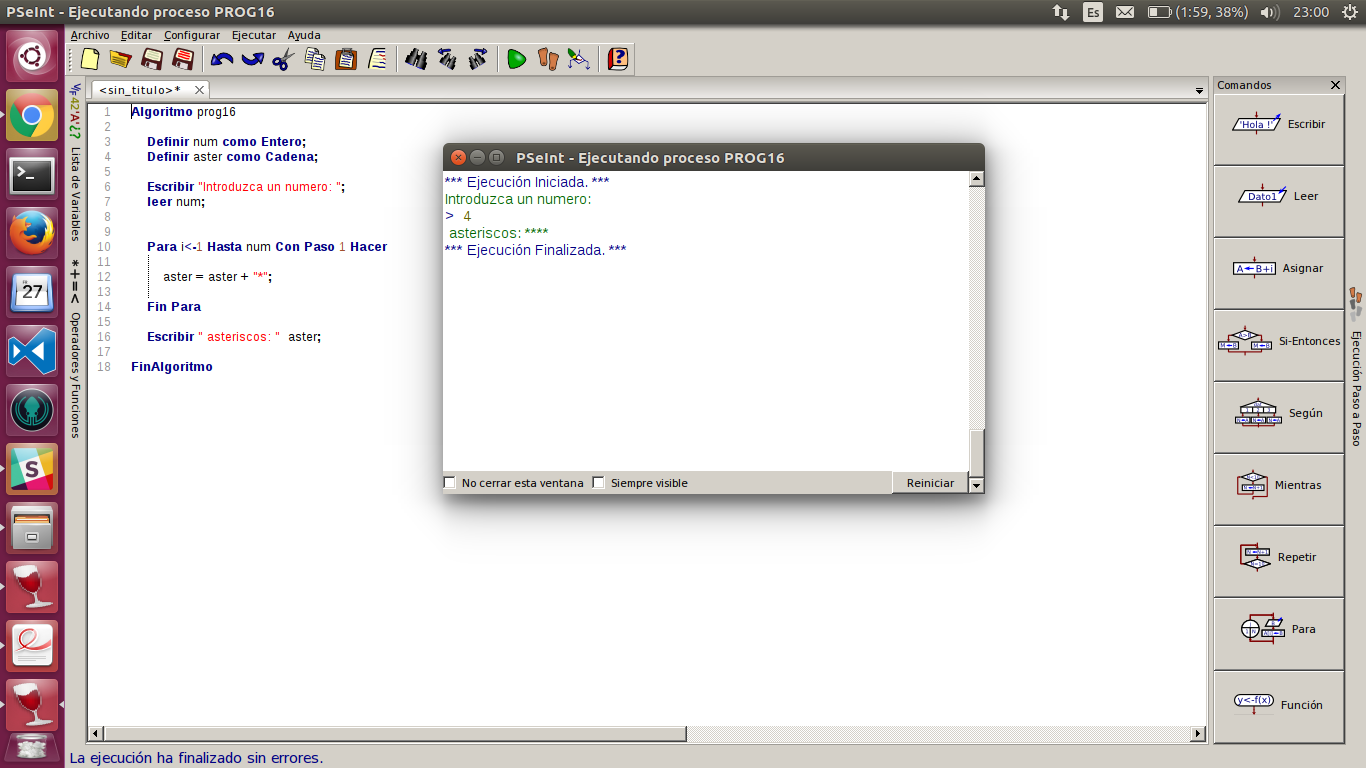 PSeInt - Ejecutando proceso PROG16
Es
(1:59, 38%)
23:00
Archivo Editar Configurar Ejecutar Ayuda
<sin_titulo>*
Comandos
Lista de Variables
Operadores y Funciones
1 Algoritmo prog16
2
3 Definir num como Entero;
4 Definir aster como Cadena;
5
6 Escribir "Introduzca un numero: ";
7 leer num;
8
9
10 Para i<-1 Hasta num Con Paso 1 Hacer
11
12 aster = aster + "*";
13
14 Fin Para
15
16 Escribir " asteriscos: "  aster;
17
18 FinAlgoritmo
PSeInt - Ejecutando proceso PROG16
*** Ejecución Iniciada. ***
Introduzca un numero:
> 4
asteriscos: ****
*** Ejecución Finalizada. ***
No cerrar esta ventana
Siempre visible
Reiniciar
'Hola !'
Escribir
Dato1
Leer
A←B+i
Asignar
Si-Entonces
Según
Mientras
Repetir
Para
y<-f(x)
Función
Ejecución Paso a Paso
27
La ejecución ha finalizado sin errores.